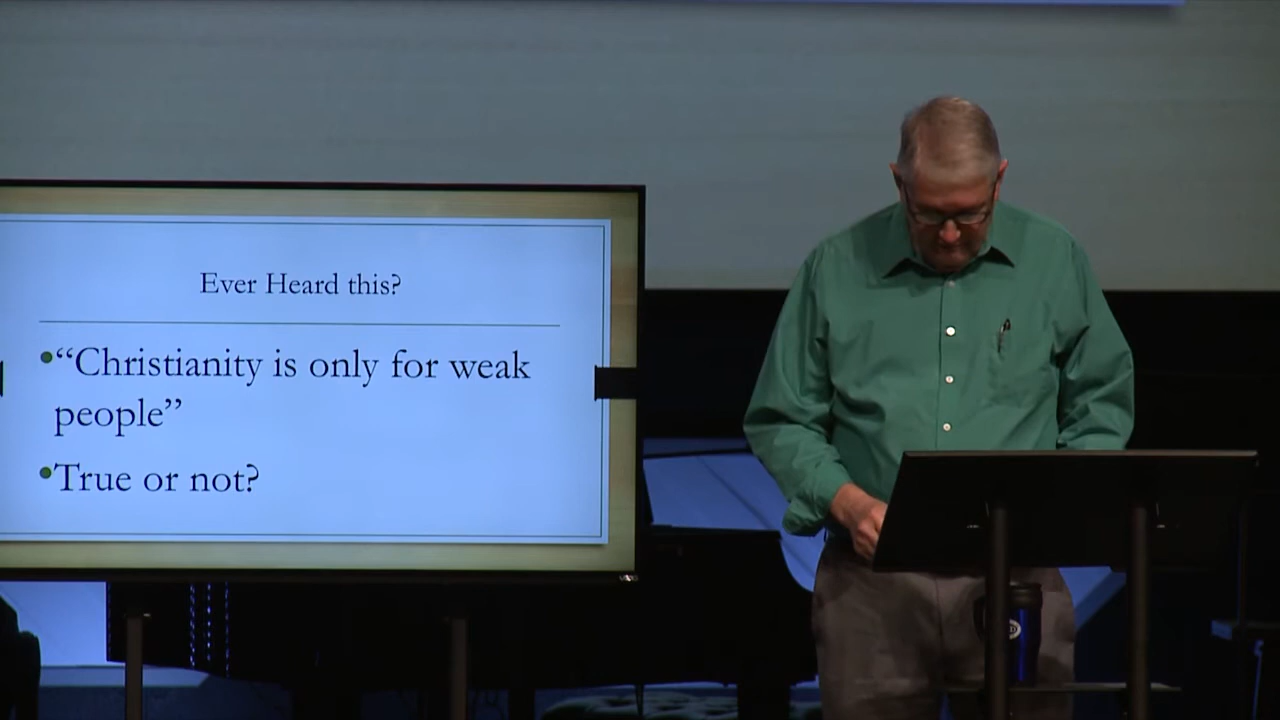 Ever Heard this?
•“Christianity is only for weak
people”
•True or not?